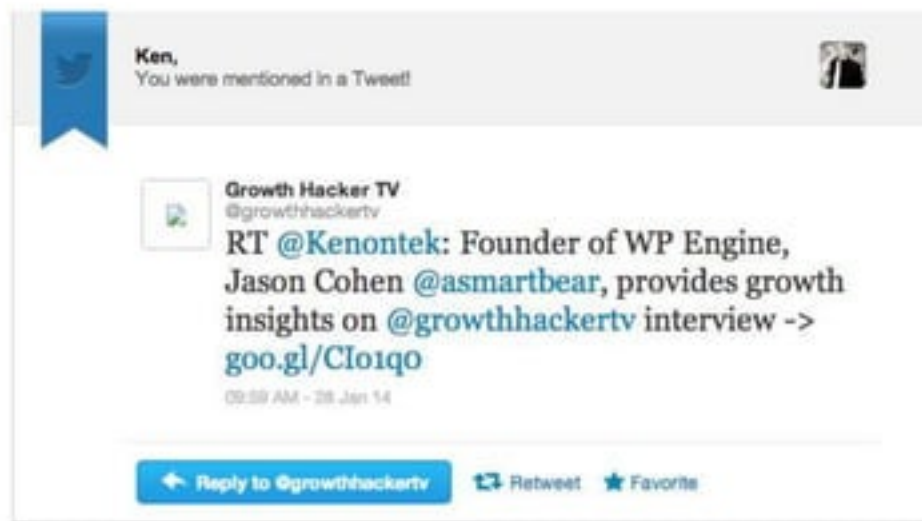 Ken,
You were mentioned in a Tweet!
Growth Hacker TV
@growthhackertv
RT @Kenontek: Founder of WP Engine,
Jason Cohen @asmartbear, provides growth
insights on @growthhackertv interview ->
goo.gl/CIo1qo
09:59 AM - 28 Jan 14
Reply to @growthhackertv
Retweet
Favorite